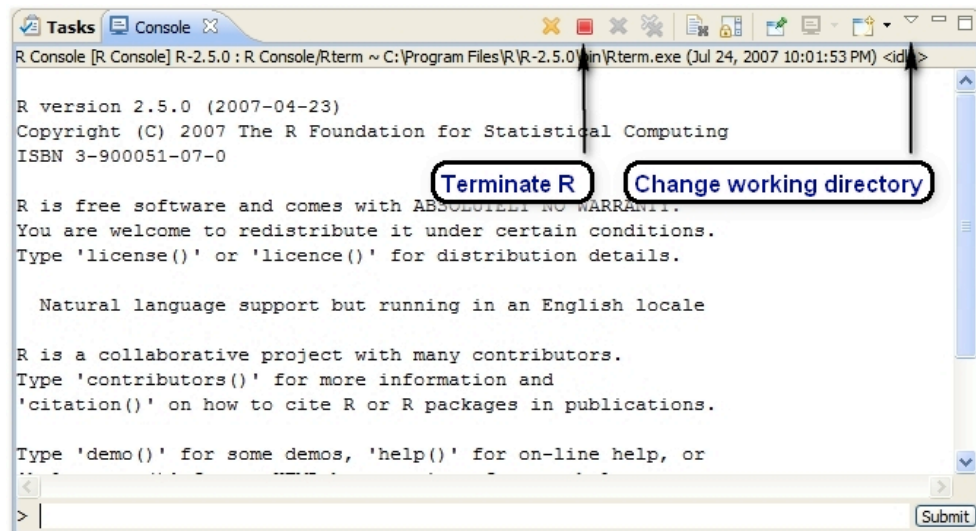 Tasks Console
R Console [R Console] R-2.5.0 : R Console/Rterm ~ C:\Program Files\R\R-2.5.0\bin\Rterm.exe (Jul 24, 2007 10:01:53 PM) <idle>
R version 2.5.0 (2007-04-23)
Copyright (C) 2007 The R Foundation for Statistical Computing
ISBN 3-900051-07-0
Terminate R Change working directory
R is free software and comes with ABSOLUTELY NO WARRANTY.
You are welcome to redistribute it under certain conditions.
Type 'license()' or 'licence()' for distribution details.
Natural language support but running in an English locale
R is a collaborative project with many contributors.
Type 'contributors()' for more information and
'citation()' on how to cite R or R packages in publications.
Type 'demo()' for some demos, 'help()' for on-line help, or
> Submit